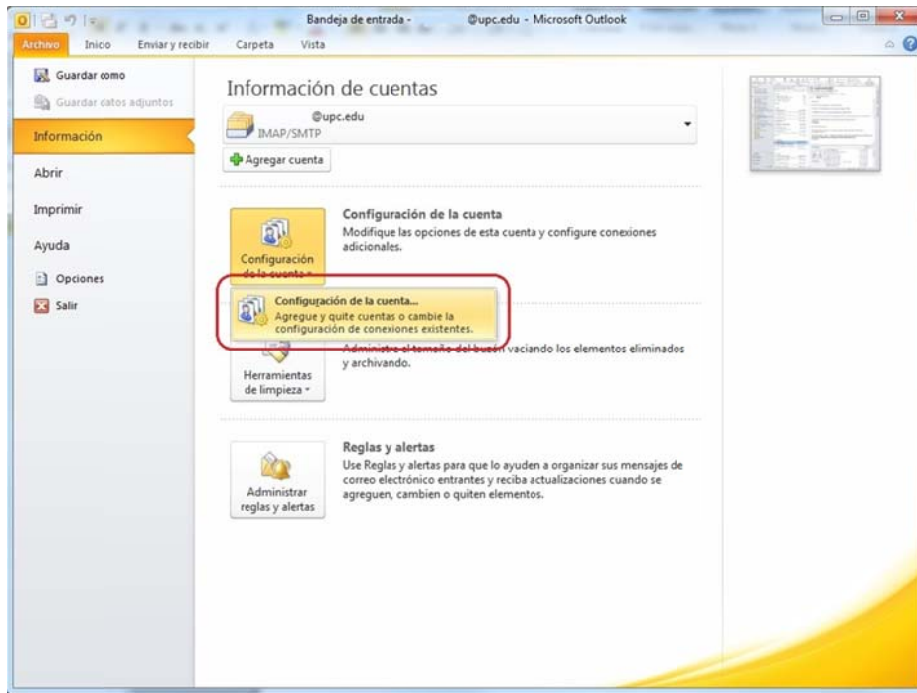 Bandeja de entrada - @upc.edu - Microsoft Outlook
Archivo Inicio Enviar y recibir Carpeta Vista
Guardar como
Guardar datos adjuntos
Información
Abrir
Imprimir
Ayuda
Opciones
Salir
Información de cuentas
@upc.edu
IMAP/SMTP
Agregar cuenta
Configuración
de la cuenta
Configuración de la cuenta
Modifique las opciones de esta cuenta y configure conexiones
adicionales.
Configuración de la cuenta...
Agregue y quite cuentas o cambie la
configuración de conexiones existentes.
Herramientas
de limpieza
Administre el tamaño del buzón vaciando los elementos eliminados
y archivando.
Administrar
reglas y alertas
Reglas y alertas
Use Reglas y alertas para que lo ayuden a organizar sus mensajes de
correo electrónico entrantes y reciba actualizaciones cuando se
agreguen, cambien o quiten elementos.